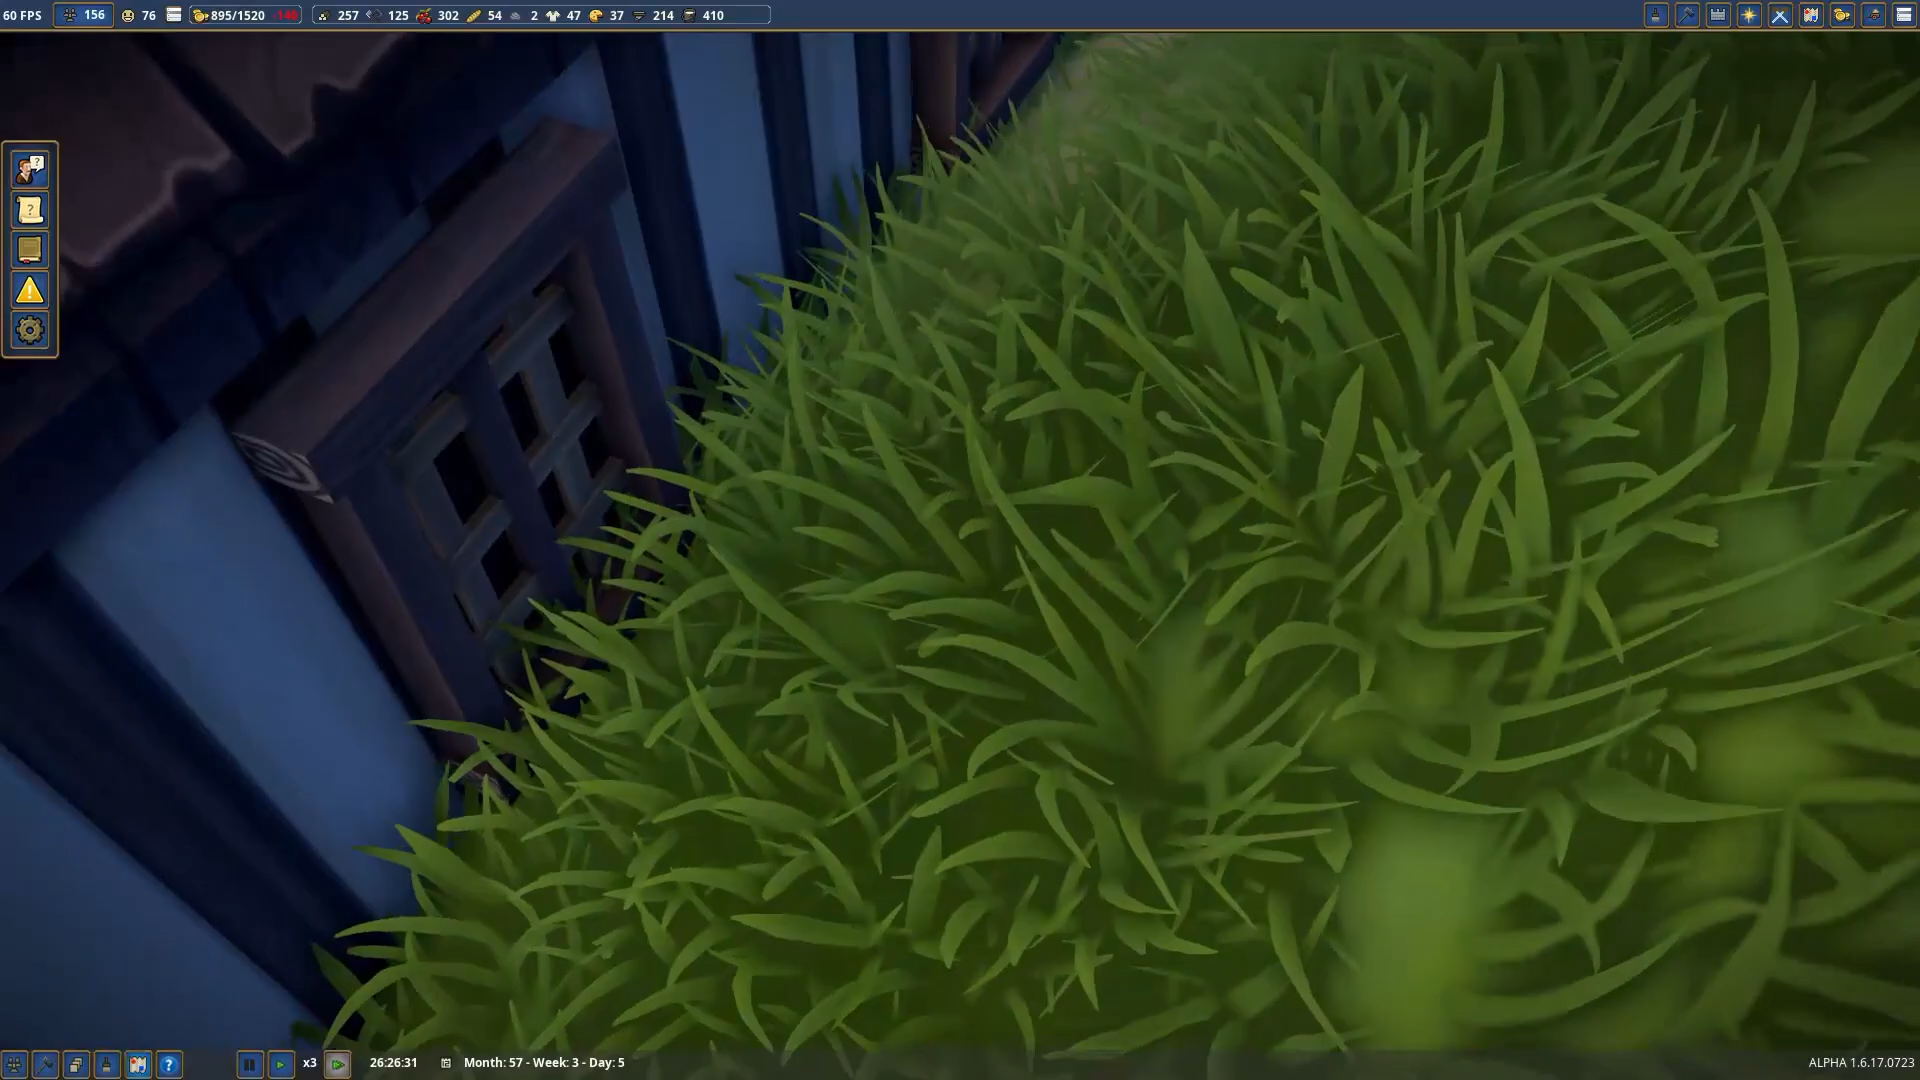 60 FPS 156 76 895/1520 -140 257 125 302 54 2 47 37 214 410
?
?
? x3 26:26:31 Month: 57 - Week: 3 - Day: 5 ALPHA 1.6.17.0723